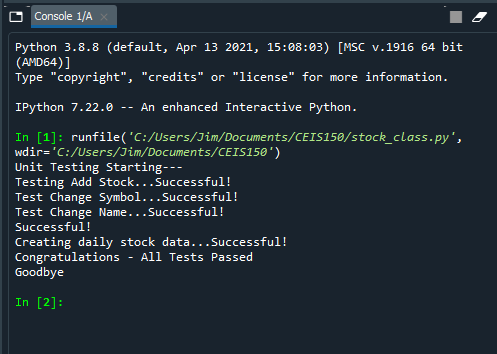 Console 1/A
Python 3.8.8 (default, Apr 13 2021, 15:08:03) [MSC v.1916 64 bit
(AMD64)]
Type "copyright", "credits" or "license" for more information.
IPython 7.22.0 -- An enhanced Interactive Python.
In [1]: runfile('C:/Users/Jim/Documents/CEIS150/stock_class.py',
wdir='C:/Users/Jim/Documents/CEIS150')
Unit Testing Starting---
Testing Add Stock...Successful!
Test Change Symbol...Successful!
Test Change Name...Successful!
Successful!
Creating daily stock data...Successful!
Congratulations - All Tests Passed
Goodbye
In [2]: